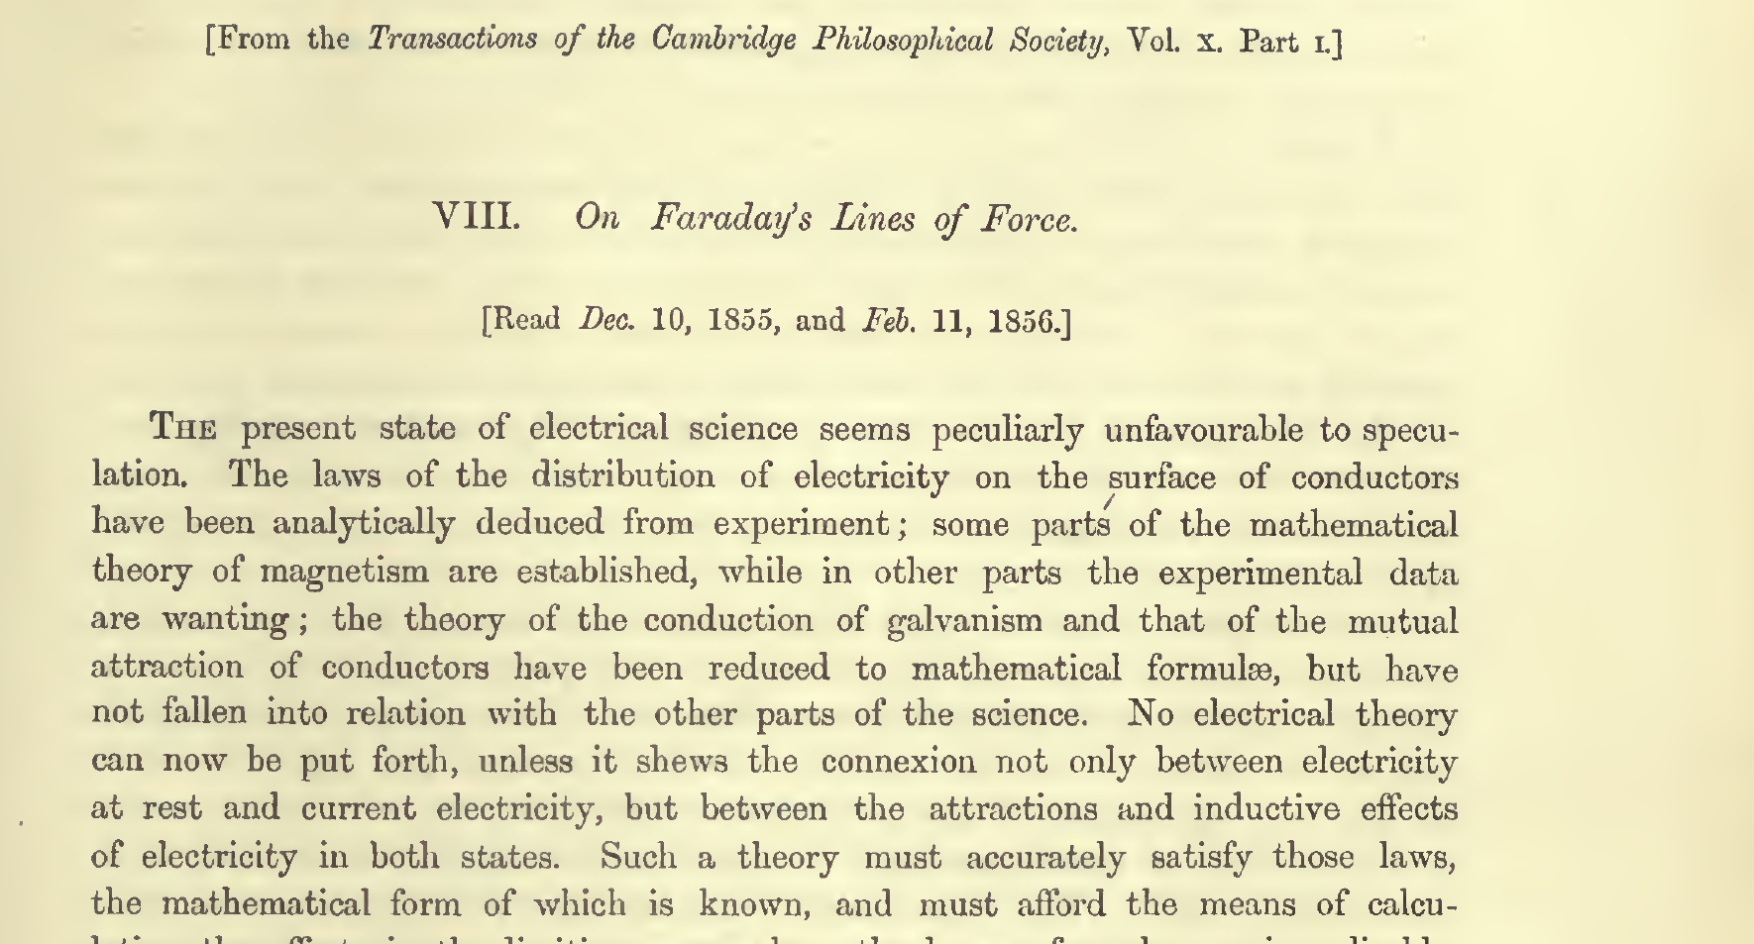 [From the Transactions of the Cambridge Philosophical Society, Vol. X. Part I.]
VIII. On Faraday's Lines of Force.
[Read Dec. 10, 1855, and Feb. 11, 1856.]
THE present state of electrical science seems peculiarly unfavourable to specu-
lation. The laws of the distribution of electricity on the surface of conductors
have been analytically deduced from experiment; some parts of the mathematical
theory of magnetism are established, while in other parts the experimental data
are wanting; the theory of the conduction of galvanism and that of the mutual
attraction of conductors have been reduced to mathematical formulæ, but have
not fallen into relation with the other parts of the science. No electrical theory
can now be put forth, unless it shews the connexion not only between electricity
at rest and current electricity, but between the attractions and inductive effects
of electricity in both states. Such a theory must accurately satisfy those laws,
the mathematical form of which is known, and must afford the means of calcu-